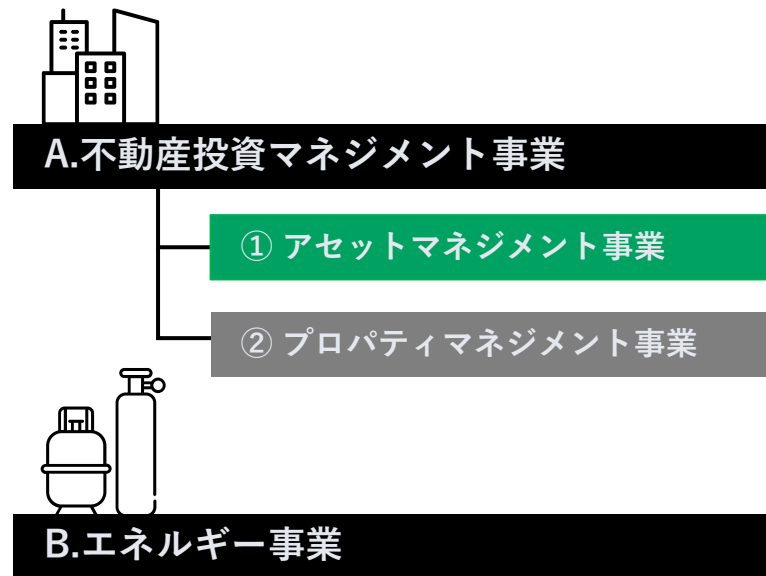 A.不動産投資マネジメント事業
① アセットマネジメント事業
② プロパティマネジメント事業
B.エネルギー事業